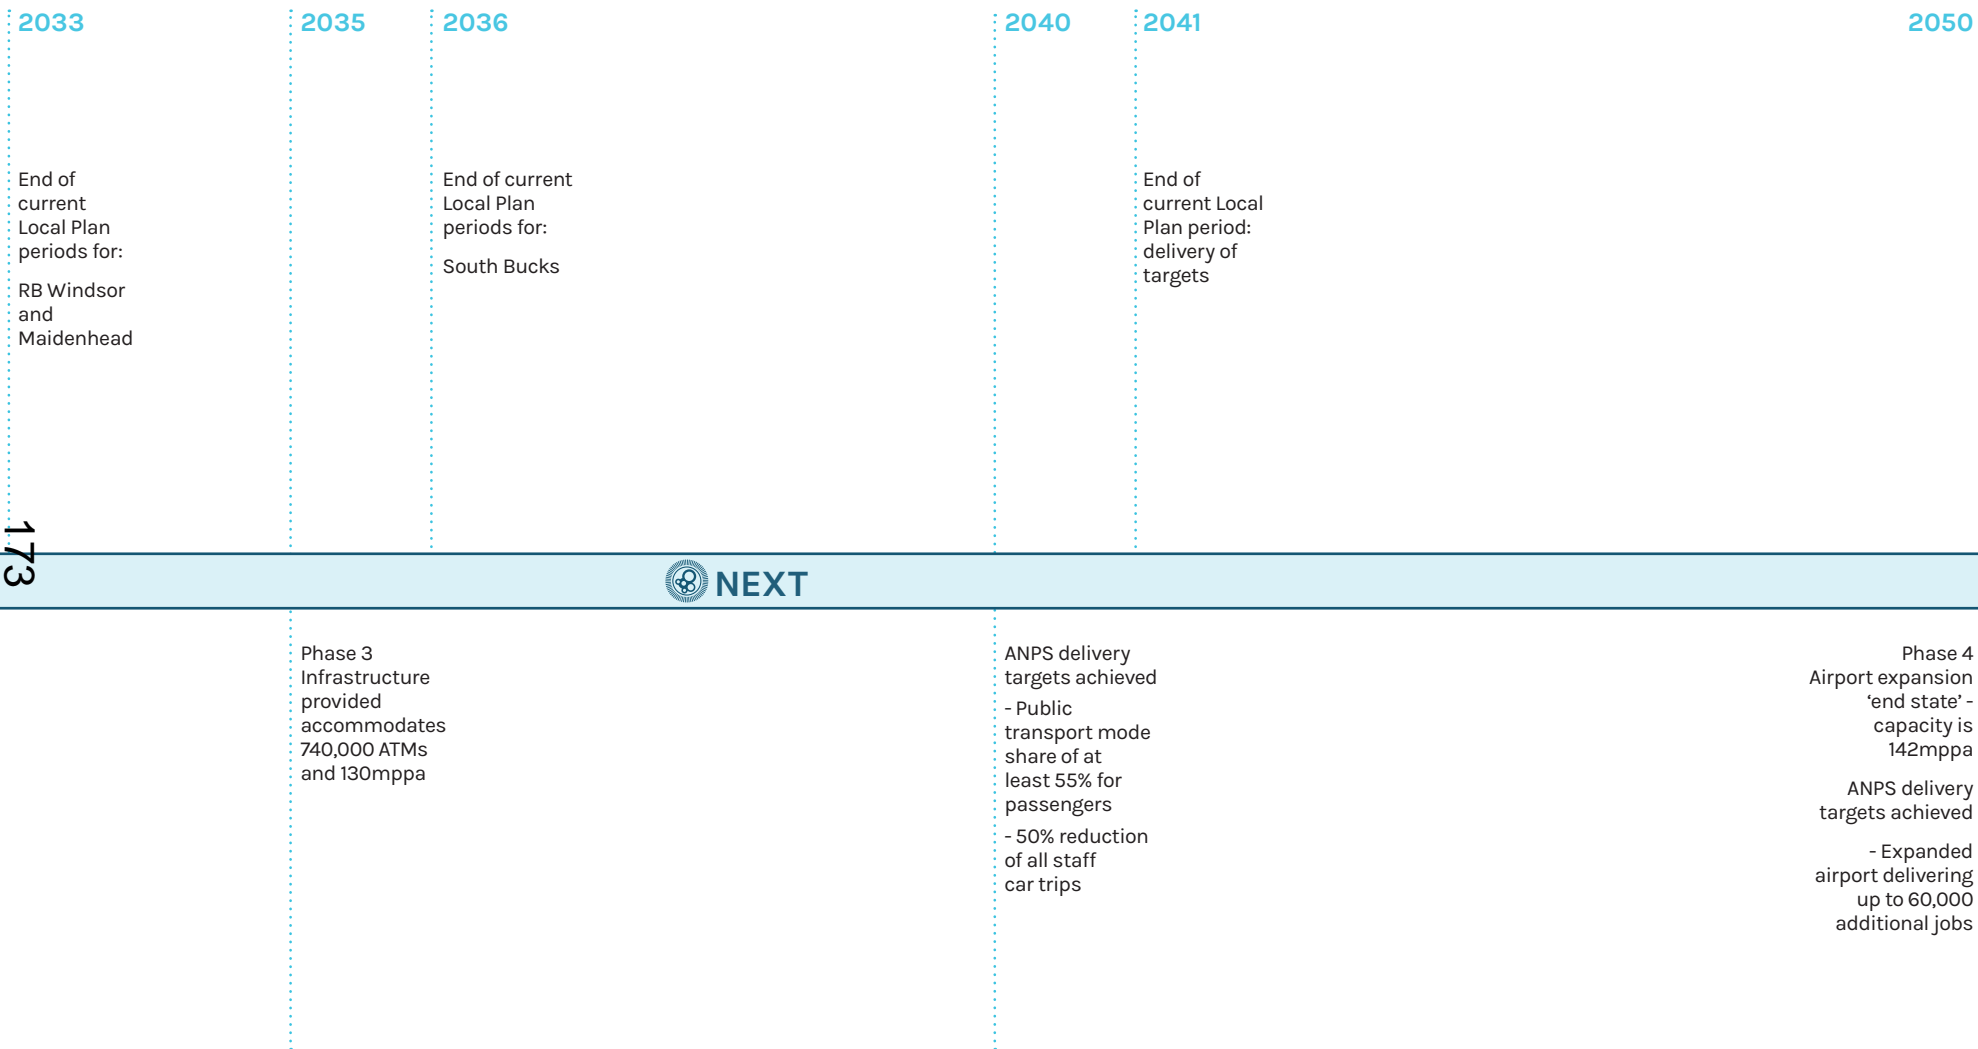 2033
2035
2036
2040
2041
2050
End of
current
Local Plan
periods for:
RB Windsor
and
Maidenhead
End of current
Local Plan
periods for:
South Bucks
End of
current Local
Plan period:
delivery of
targets
173
NEXT
Phase 3
Infrastructure
provided
accommodates
740,000 ATMs
and 130mppa
ANPS delivery
targets achieved
- Public
transport mode
share of at
least 55% for
passengers
- 50% reduction
of all staff
car trips
Phase 4
Airport expansion
‘end state’ -
capacity is
142mppa
ANPS delivery
targets achieved
- Expanded
airport delivering
up to 60,000
additional jobs